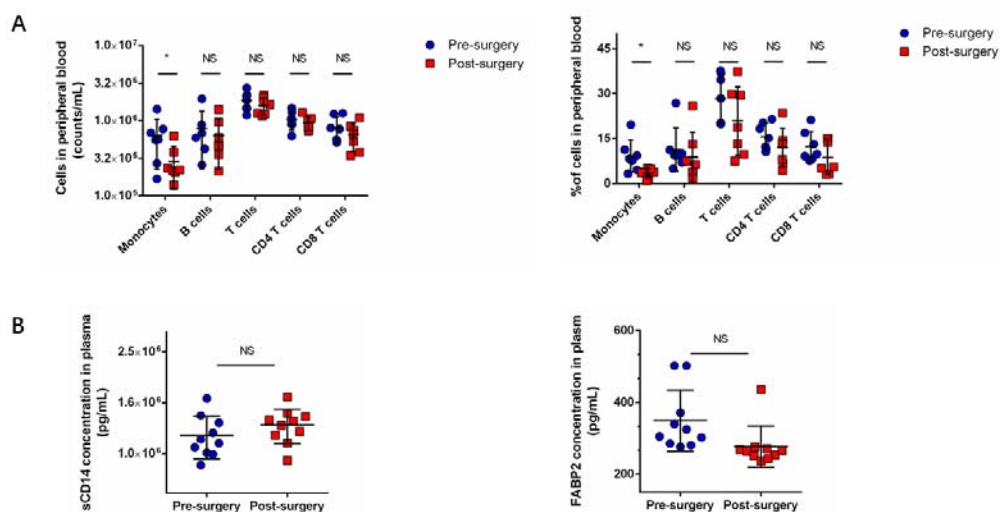 A
Cells in peripheral blood
(counts/mL)
1.0×10⁷
3.2×10⁶
1.0×10⁶
3.2×10⁵
1.0×10⁵
* NS NS NS NS
Pre-surgery
Post-surgery
Monocytes
B cells
T cells
CD4 T cells
CD8 T cells
%of cells in peripheral blood
45
30
15
0
* NS NS NS NS
Pre-surgery
Post-surgery
Monocytes
B cells
T cells
CD4 T cells
CD8 T cells
B
sCD14 concentration in plasma
(pg/mL)
2.5×10⁶
1.6×10⁶
1.0×10⁶
NS
Pre-surgery Post-surgery
FABP2 concentration in plasm
(pg/mL)
600
400
200
NS
Pre-surgery Post-surgery